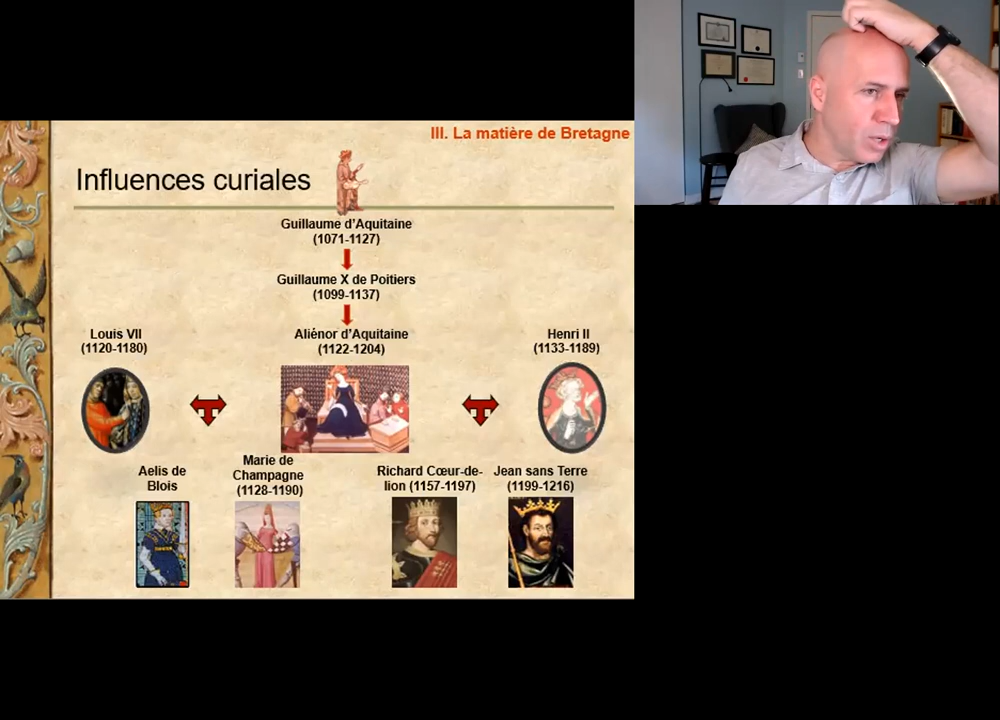 III. La matière de Bretagne
Influences curiales
Guillaume d'Aquitaine
(1071-1127)
Guillaume X de Poitiers
(1099-1137)
Louis VII
(1120-1180)
Aliénor d'Aquitaine
(1122-1204)
Henri II
(1133-1189)
Aelis de
Blois
Marie de
Champagne
(1128-1190)
Richard Cœur-de-
lion (1157-1197)
Jean sans Terre
(1199-1216)